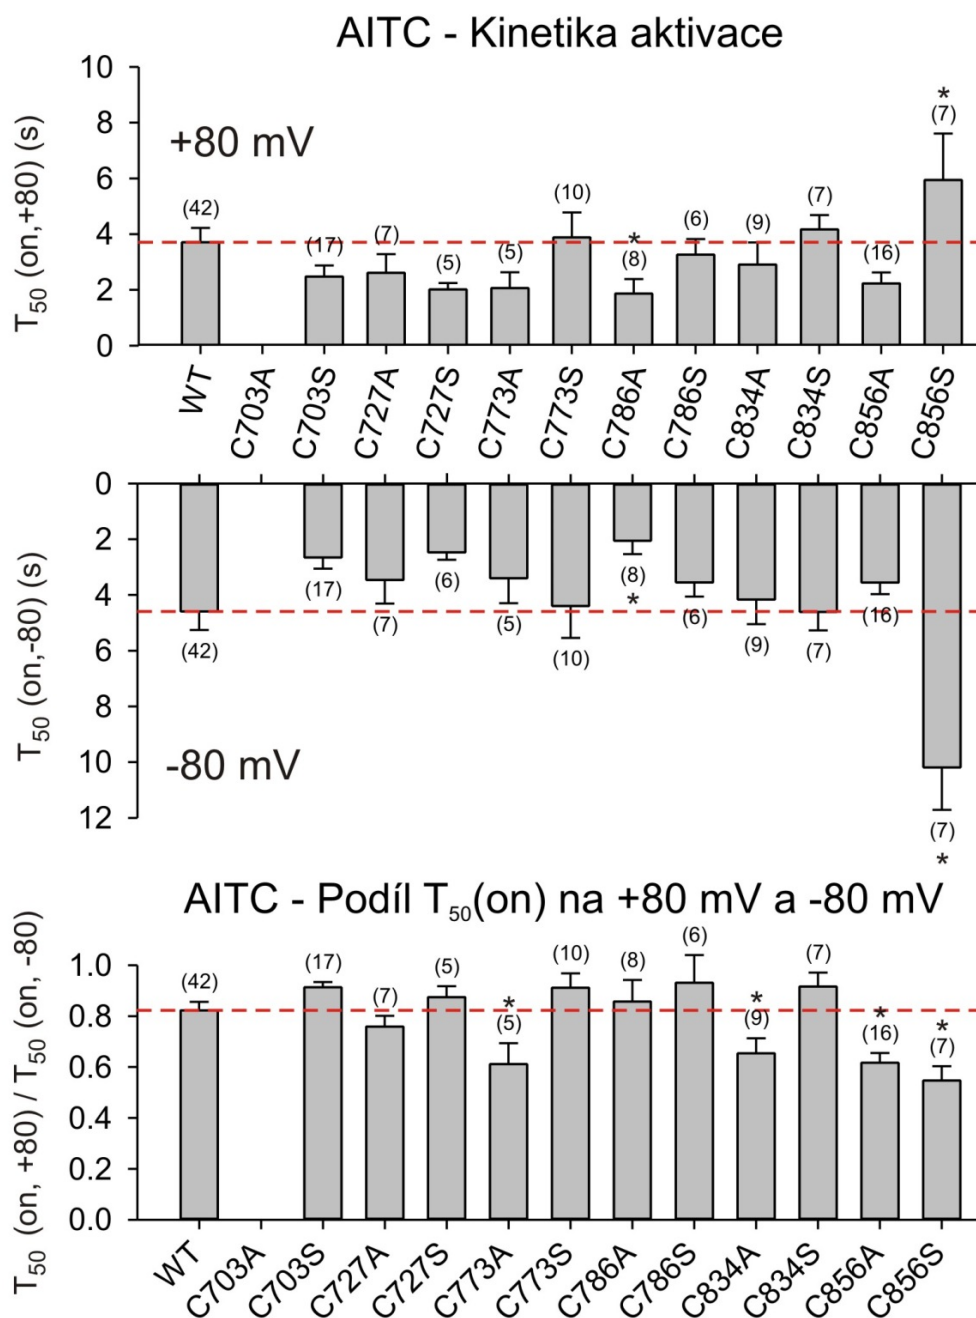 AITC - Kinetika aktivace
T50 (on,+80) (s)
10
8
6
4
2
0
+80 mV
(42)
(17)
(7)
(5)
(5)
(10)
*
(8)
(6)
(9)
(7)
(16)
*
(7)
WT
C703A
C703S
C727A
C727S
C773A
C773S
C786A
C786S
C834A
C834S
C856A
C856S
T50 (on,-80) (s)
0
2
4
6
8
10
12
-80 mV
(42)
(17)
(7)
(6)
(5)
(10)
(8)
*
(6)
(9)
(7)
(16)
(7)
*
AITC - Podíl T50(on) na +80 mV a -80 mV
T50 (on, +80) / T50 (on, -80)
1.0
0.8
0.6
0.4
0.2
0.0
(42)
(17)
(7)
(5)
*
(5)
(10)
(8)
(6)
*
(9)
(7)
*
(16)
*
(7)
WT
C703A
C703S
C727A
C727S
C773A
C773S
C786A
C786S
C834A
C834S
C856A
C856S